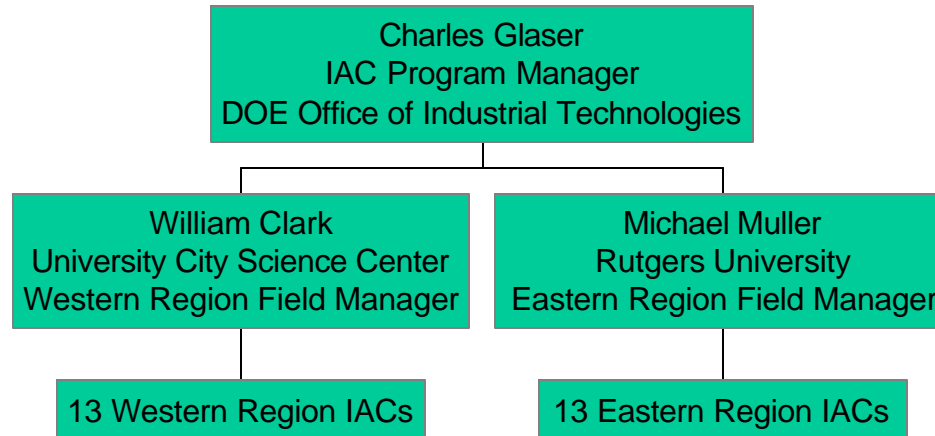 Charles Glaser
IAC Program Manager
DOE Office of Industrial Technologies
William Clark
University City Science Center
Western Region Field Manager
Michael Muller
Rutgers University
Eastern Region Field Manager
13 Western Region IACs
13 Eastern Region IACs